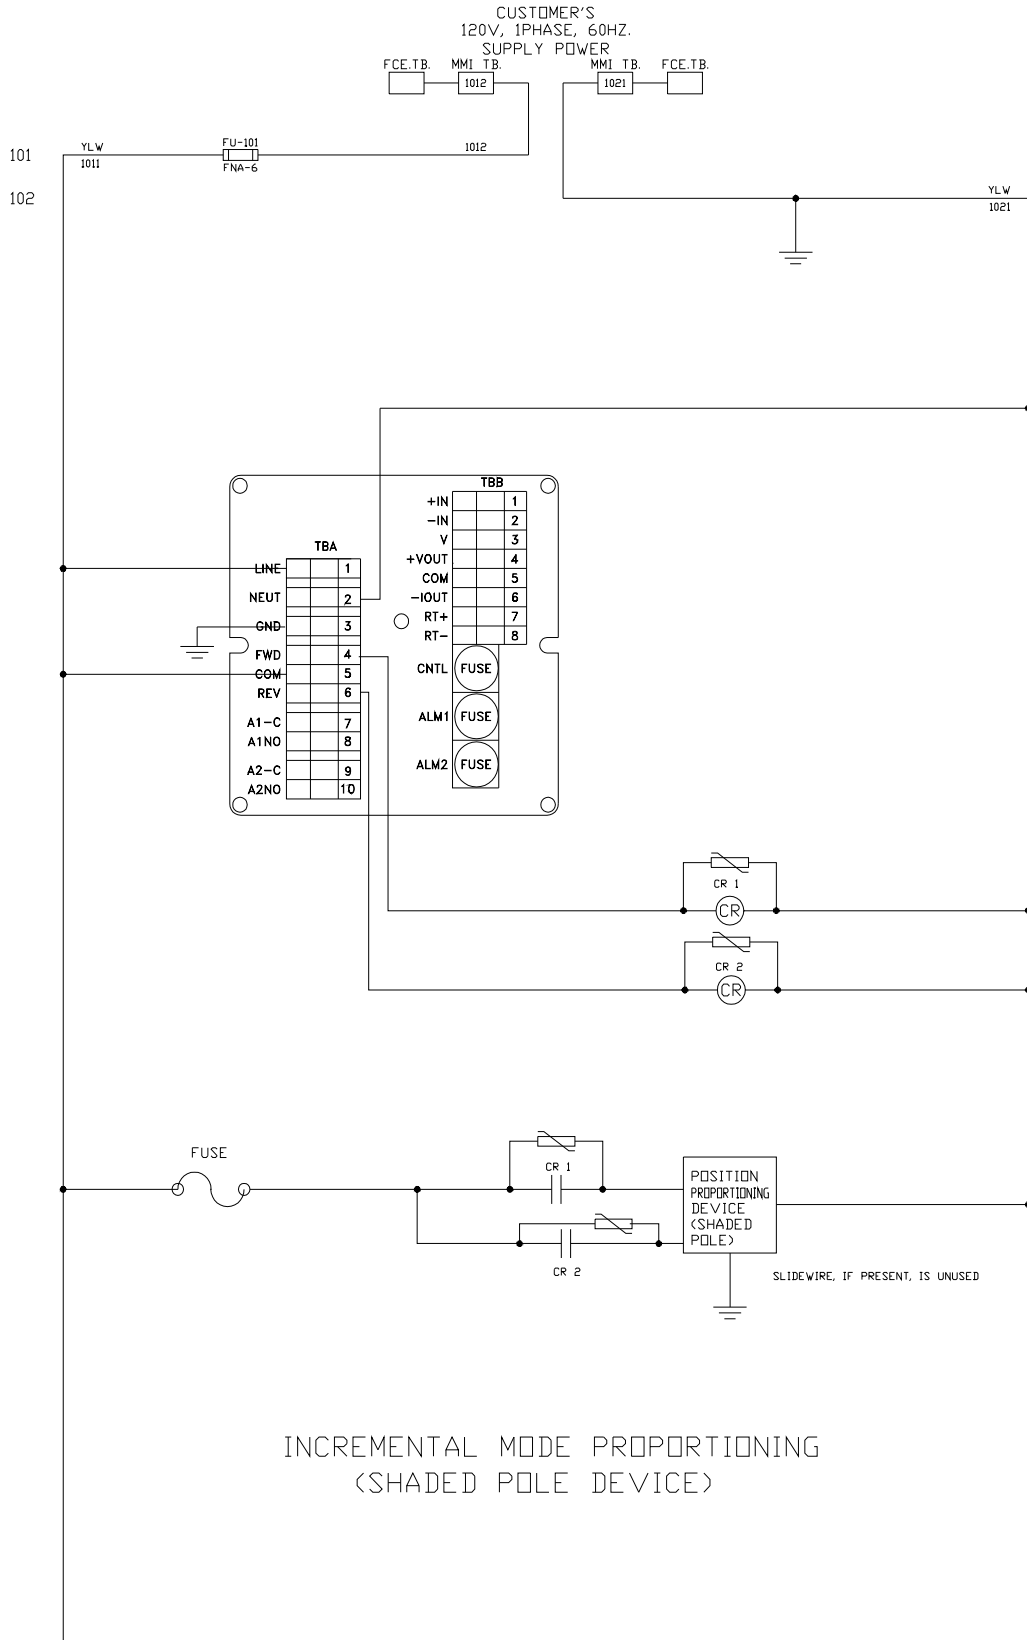 CUSTOMER'S
120V, 1PHASE, 60HZ.
SUPPLY POWER
FCE.TB. MMI TB. MMI TB. FCE.TB.
1012 1021
101 YLW FU-101 1012
1011 FNA-6
102 YLW
1021
TBB
+IN 1
-IN 2
V 3
+VOUT 4
COM 5
-IOUT 6
RT+ 7
RT- 8
CNTL FUSE
ALM1 FUSE
ALM2 FUSE
TBA
LINE 1
NEUT 2
GND 3
FWD 4
COM 5
REV 6
A1-C 7
A1NO 8
A2-C 9
A2NO 10
CR 1
CR
CR 2
CR
FUSE
CR 1
CR 2
POSITION
PROPORTIONING
DEVICE
(SHADED
POLE)
SLIDEWIRE, IF PRESENT, IS UNUSED
INCREMENTAL MODE PROPORTIONING
(SHADED POLE DEVICE)